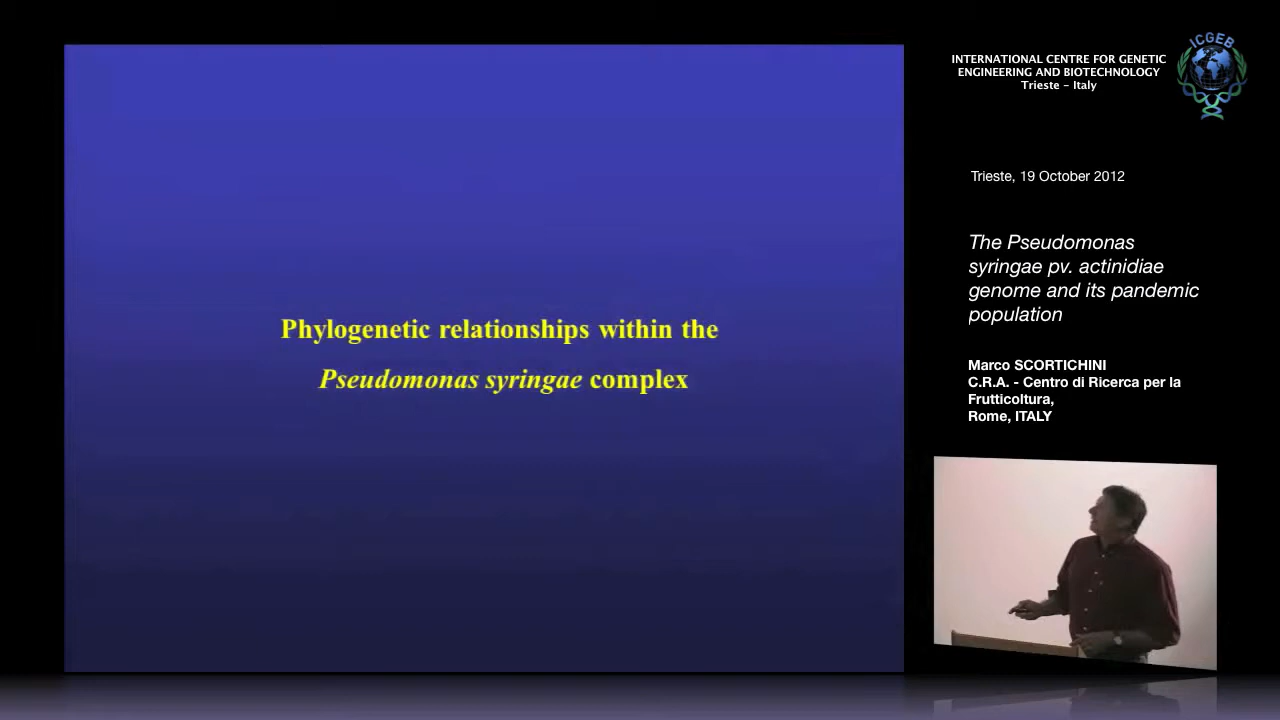 Phylogenetic relationships within the
Pseudomonas syringae complex
INTERNATIONAL CENTRE FOR GENETIC
ENGINEERING AND BIOTECHNOLOGY
Trieste - Italy
ICGEB
Trieste, 19 October 2012
The Pseudomonas
syringae pv. actinidiae
genome and its pandemic
population
Marco SCORTICHINI
C.R.A. - Centro di Ricerca per la
Frutticoltura,
Rome, ITALY